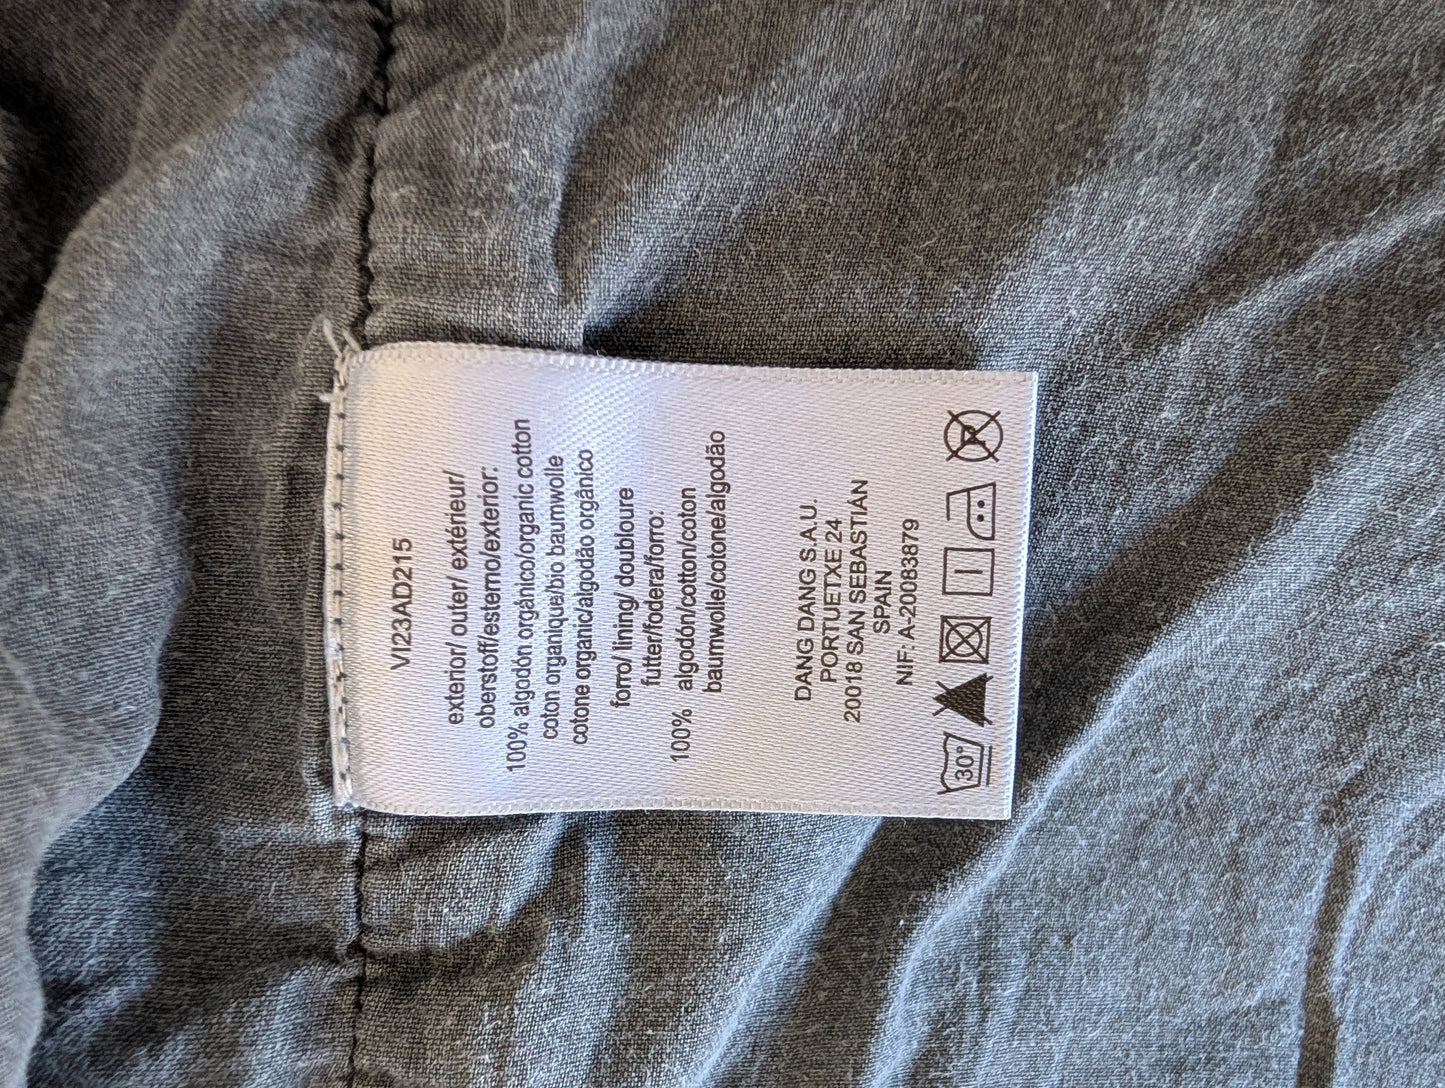 VI23AD215
exterior/ outer/ extérieur/
oberstoff/esterno/exterior:
100% algodón orgánico/organic cotton
coton organique/bio baumwolle
cotone organic/algodão orgânico
forro/ lining/ doubloure
futter/fodera/forro:
100% algodón/cotton/coton
baumwolle/cotone/algodão
DANG DANG S.A.U.
PORTUETXE 24
20018 SAN SEBASTIÁN
SPAIN
NIF: A-20083879
30°
P